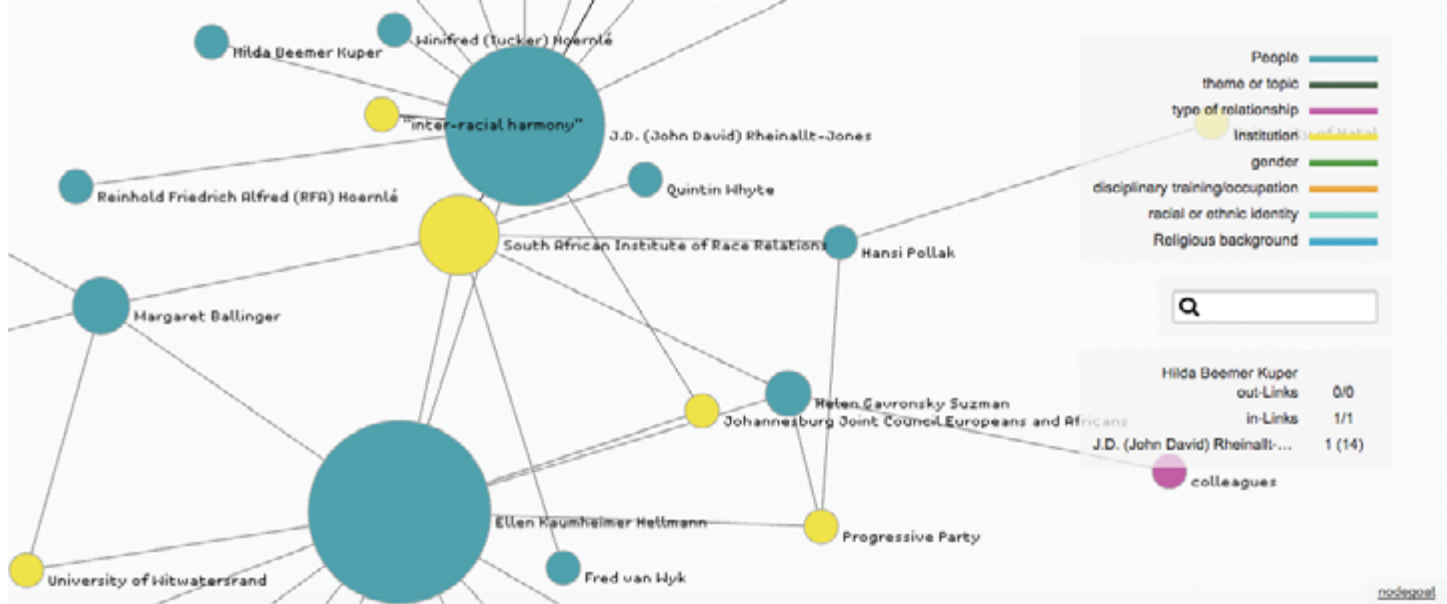 Hilda Beemer Kuper
Winifred (Tucker) Hoernlé
"inter-racial harmony"
J.D. (John David) Rheinallt-Jones
Reinhold Friedrich Alfred (RFA) Hoernlé
Quintin Whyte
South African Institute of Race Relations
Hansi Pollak
Margaret Ballinger
Helen Gavronsky Suzman
Johannesburg Joint Council Europeans and Africans
colleagues
Ellen Kaumheimer Hellmann
Progressive Party
University of Witwatersrand
Fred van Wyk
People
theme or topic
type of relationship
Institution
of Natal
gender
disciplinary training/occupation
racial or ethnic identity
Religious background
Hilda Beemer Kuper
out-Links 0/0
in-Links 1/1
J.D. (John David) Rheinallt-... 1 (14)
nodegoat